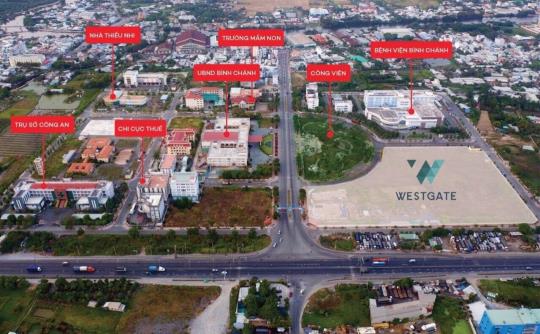 NHÀ THIẾU NHI
TRƯỜNG MẦM NON
BỆNH VIỆN BÌNH CHÁNH
UBND BÌNH CHÁNH
CÔNG VIÊN
TRỤ SỞ CÔNG AN
CHI CỤC THUẾ
WESTGATE